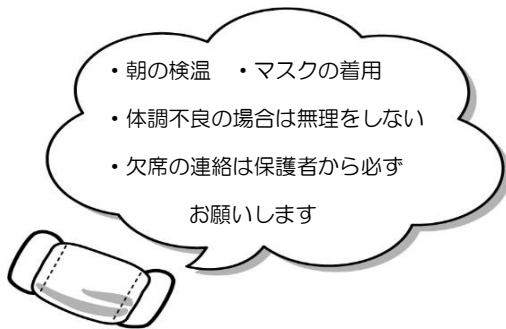 ・朝の検温　・マスクの着用
・体調不良の場合は無理をしない
・欠席の連絡は保護者から必ず
お願いします